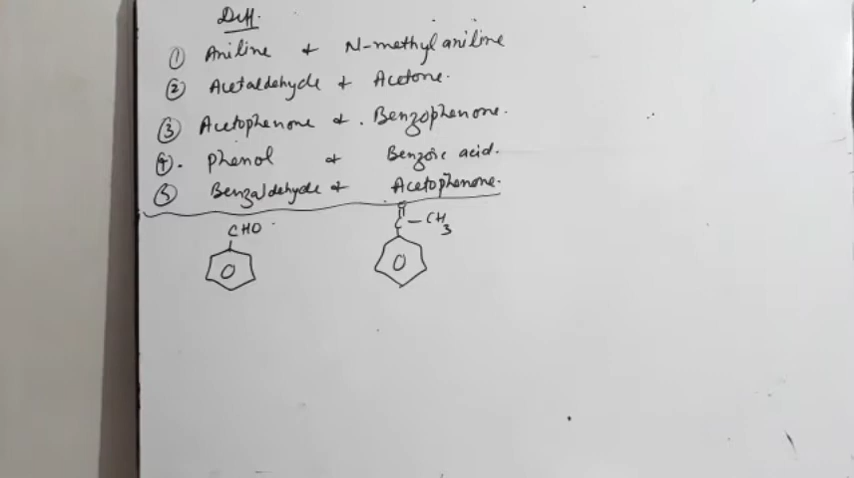 Diff.
① Aniline & N-methyl aniline
② Acetaldehyde & Acetone.
③ Acetophenone & . Benzophenone.
④. Phenol & Benzoic acid.
⑤ Benzaldehyde & Acetophenone.
CHO
O
C-CH3